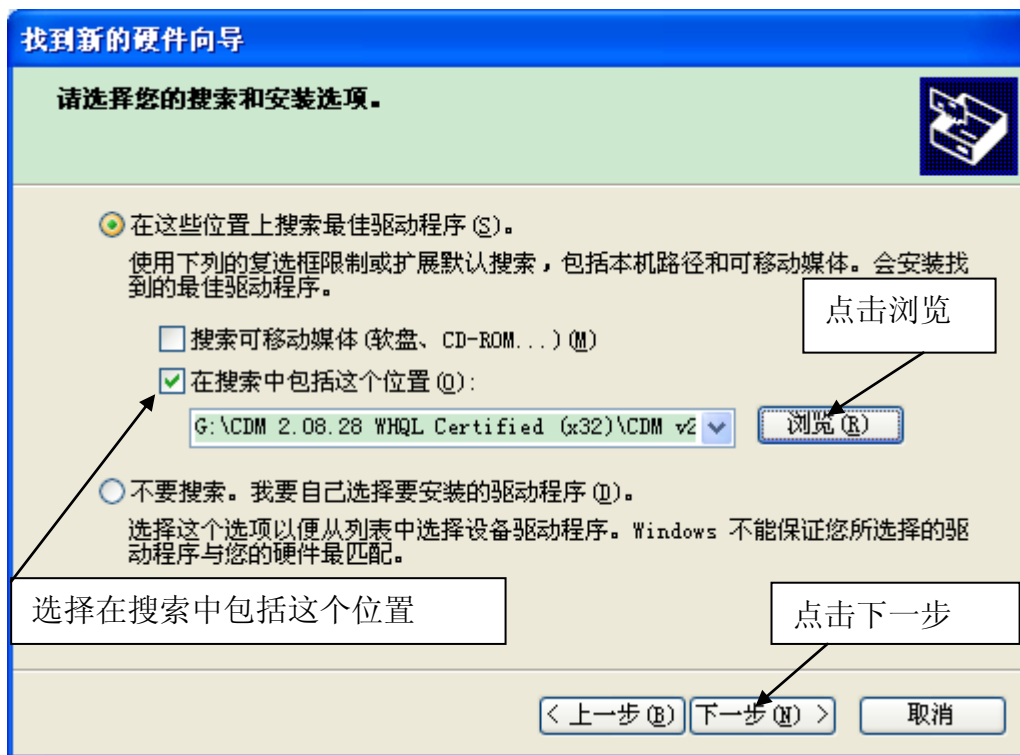 找到新的硬件向导
请选择您的搜索和安装选项。
在这些位置上搜索最佳驱动程序(S)。
使用下列的复选框限制或扩展默认搜索，包括本机路径和可移动媒体。会安装找
到的最佳驱动程序。
点击浏览
搜索可移动媒体(软盘、CD-ROM...)(M)
在搜索中包括这个位置(O):
G:\CDM 2.08.28 WHQL Certified (x32)\CDM v2
浏览(R)
不要搜索。我要自己选择要安装的驱动程序(D)。
选择这个选项以便从列表中选择设备驱动程序。Windows 不能保证您所选择的驱
动程序与您的硬件最匹配。
选择在搜索中包括这个位置
点击下一步
< 上一步(B)
下一步(N) >
取消